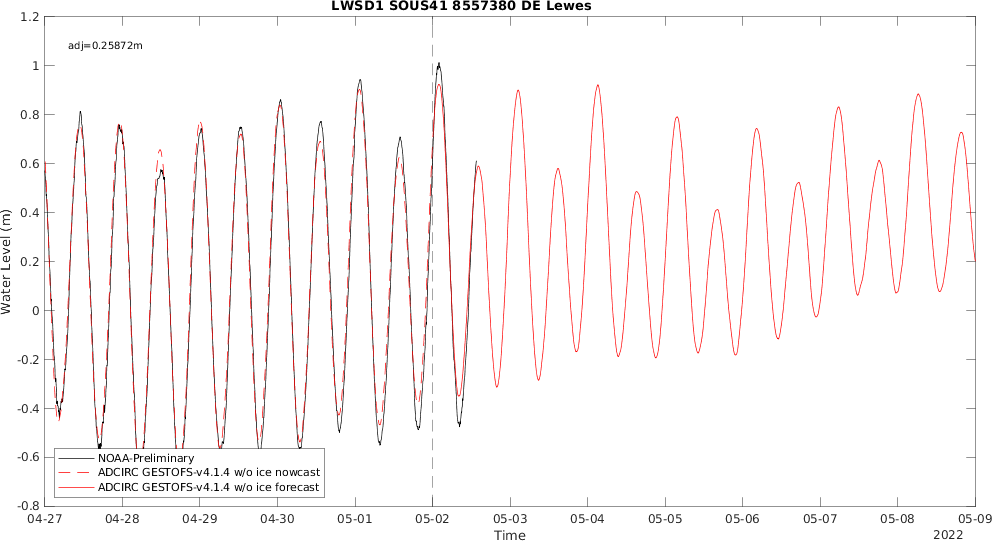 LWSD1 SOUS41 8557380 DE Lewes
adj=0.25872m
Water Level (m)
1.2
1
0.8
0.6
0.4
0.2
0
-0.2
-0.4
-0.6
-0.8
NOAA-Preliminary
ADCIRC GESTOFS-v4.1.4 w/o ice nowcast
ADCIRC GESTOFS-v4.1.4 w/o ice forecast
04-27 04-28 04-29 04-30 05-01 05-02 05-03 05-04 05-05 05-06 05-07 05-08 05-09
Time
2022